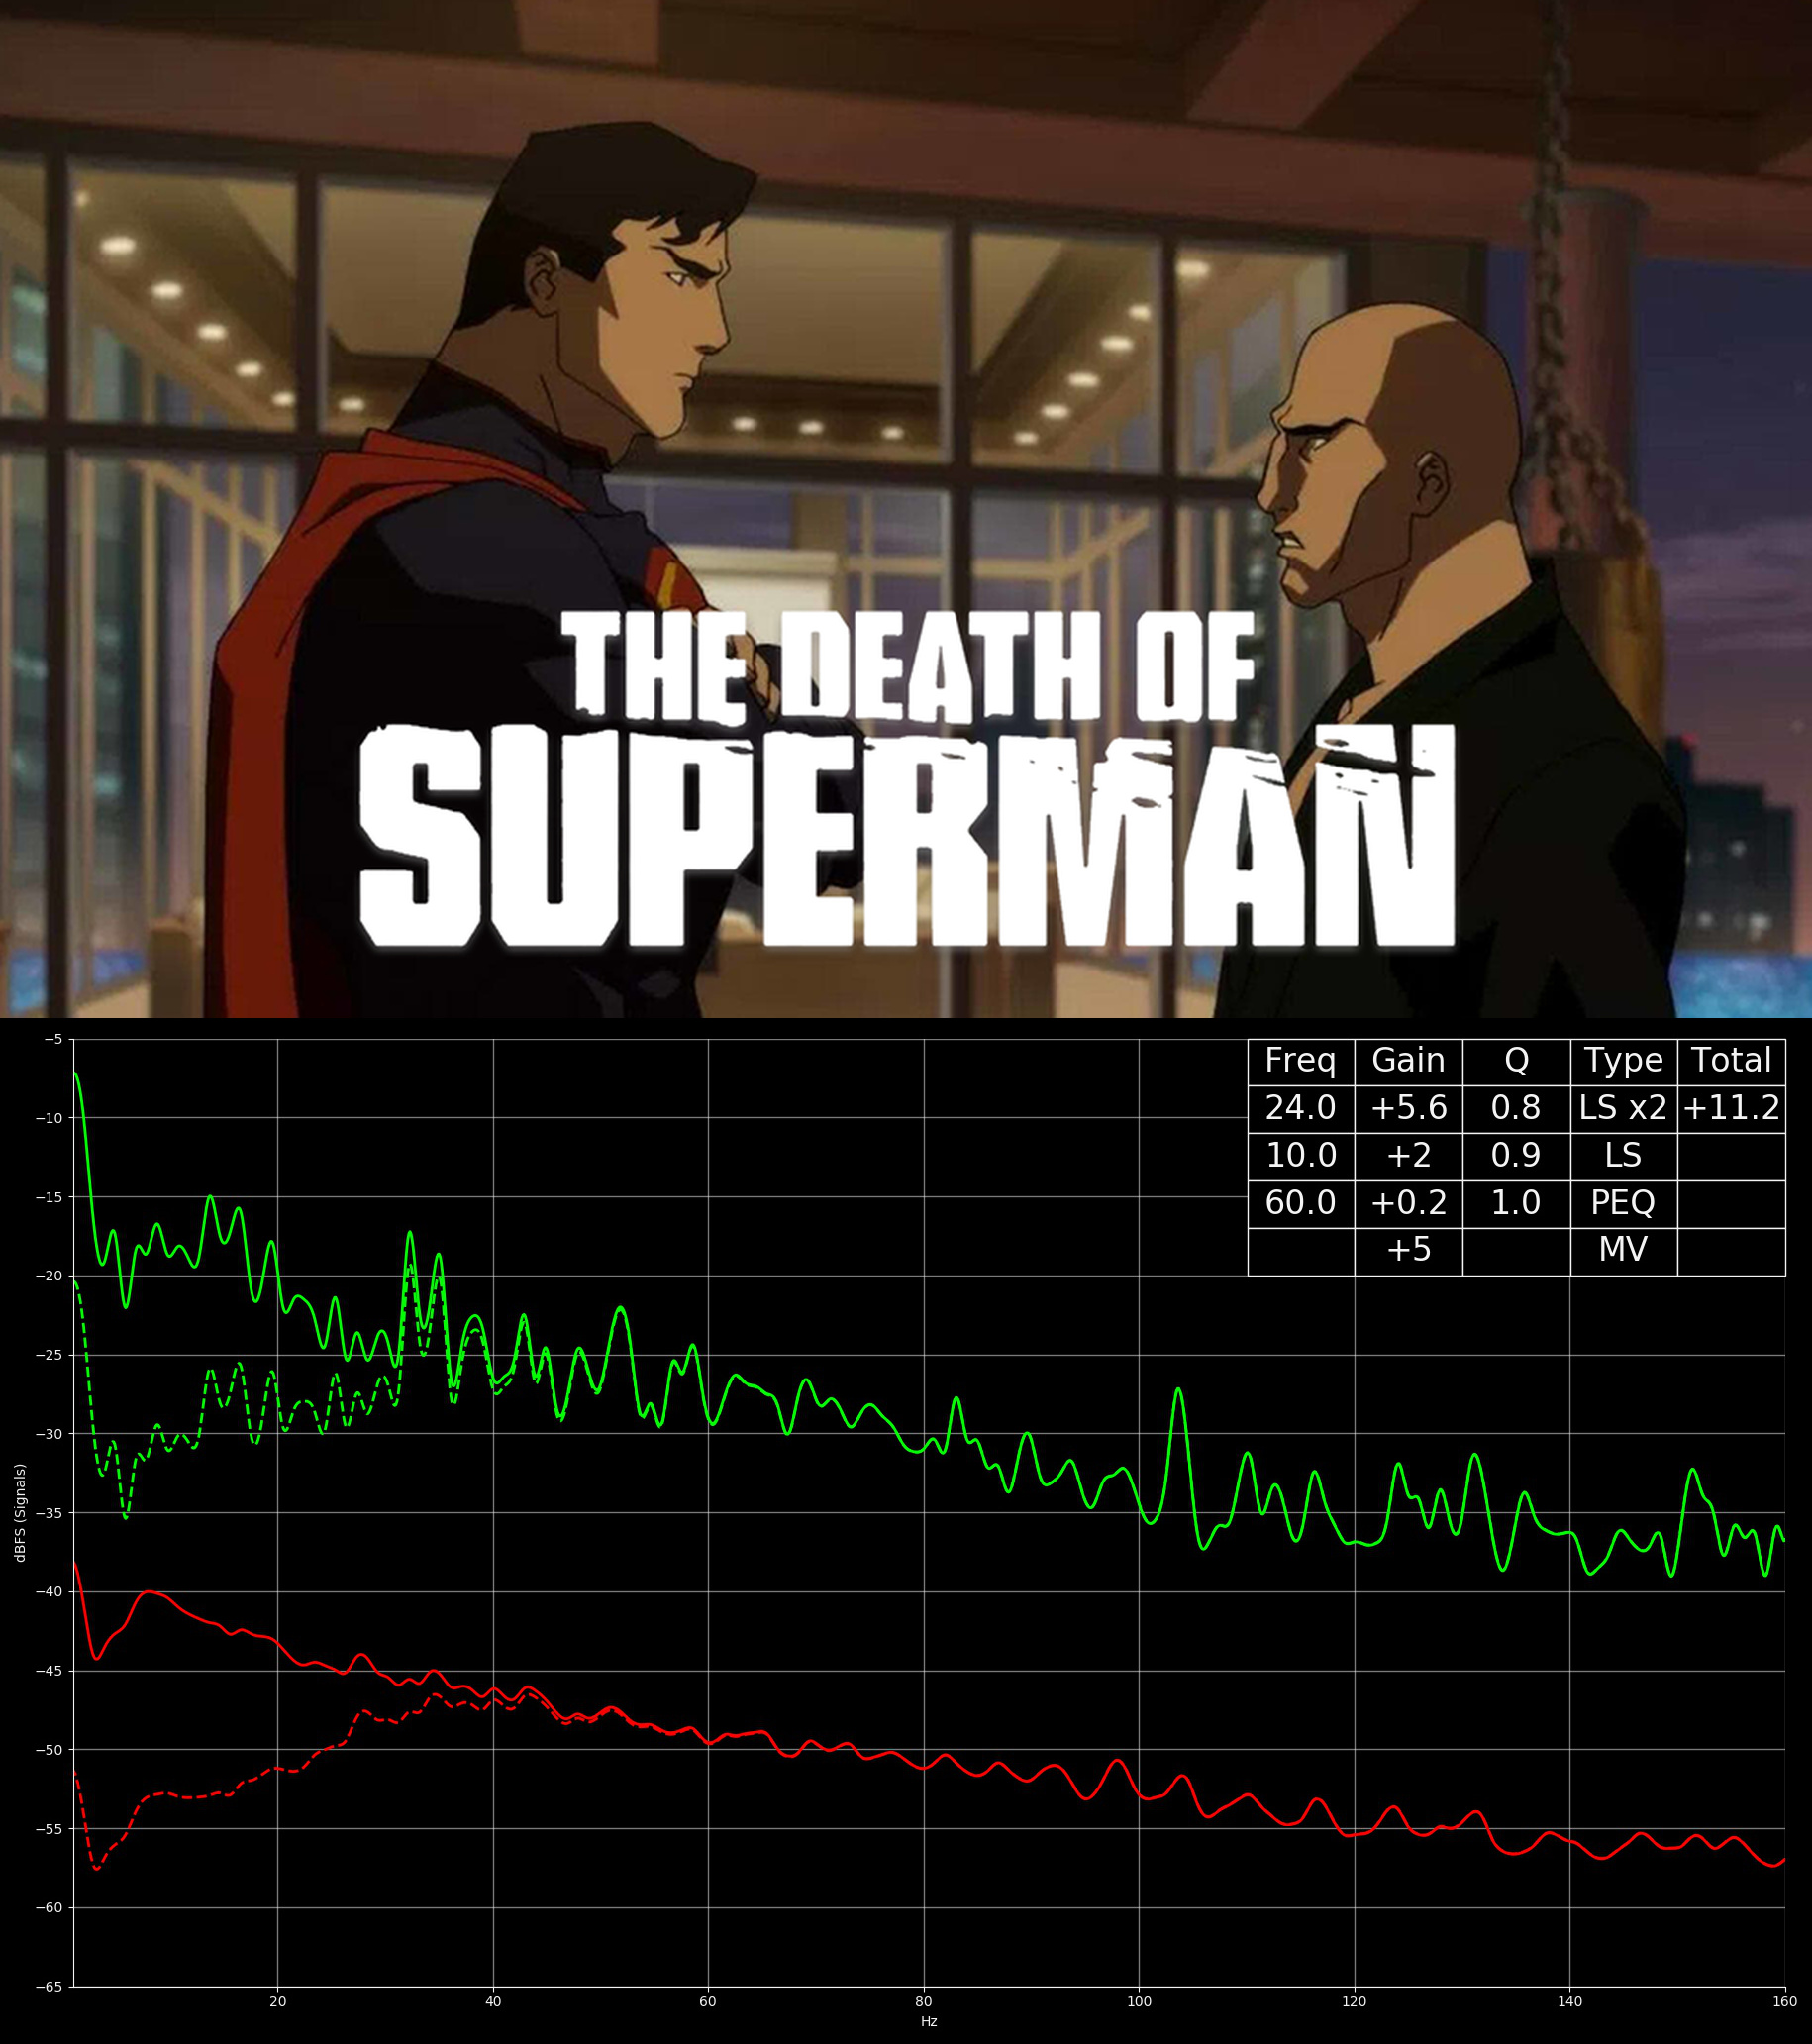 THE DEATH OF
SUPERMAN
Freq Gain Q Type Total
24.0 +5.6 0.8 LS x2 +11.2
10.0 +2 0.9 LS
60.0 +0.2 1.0 PEQ
+5 MV
−5
−10
−15
−20
−25
−30
−35
−40
−45
−50
−55
−60
−65
dBFS (Signals)
20 40 60 80 100 120 140 160
Hz